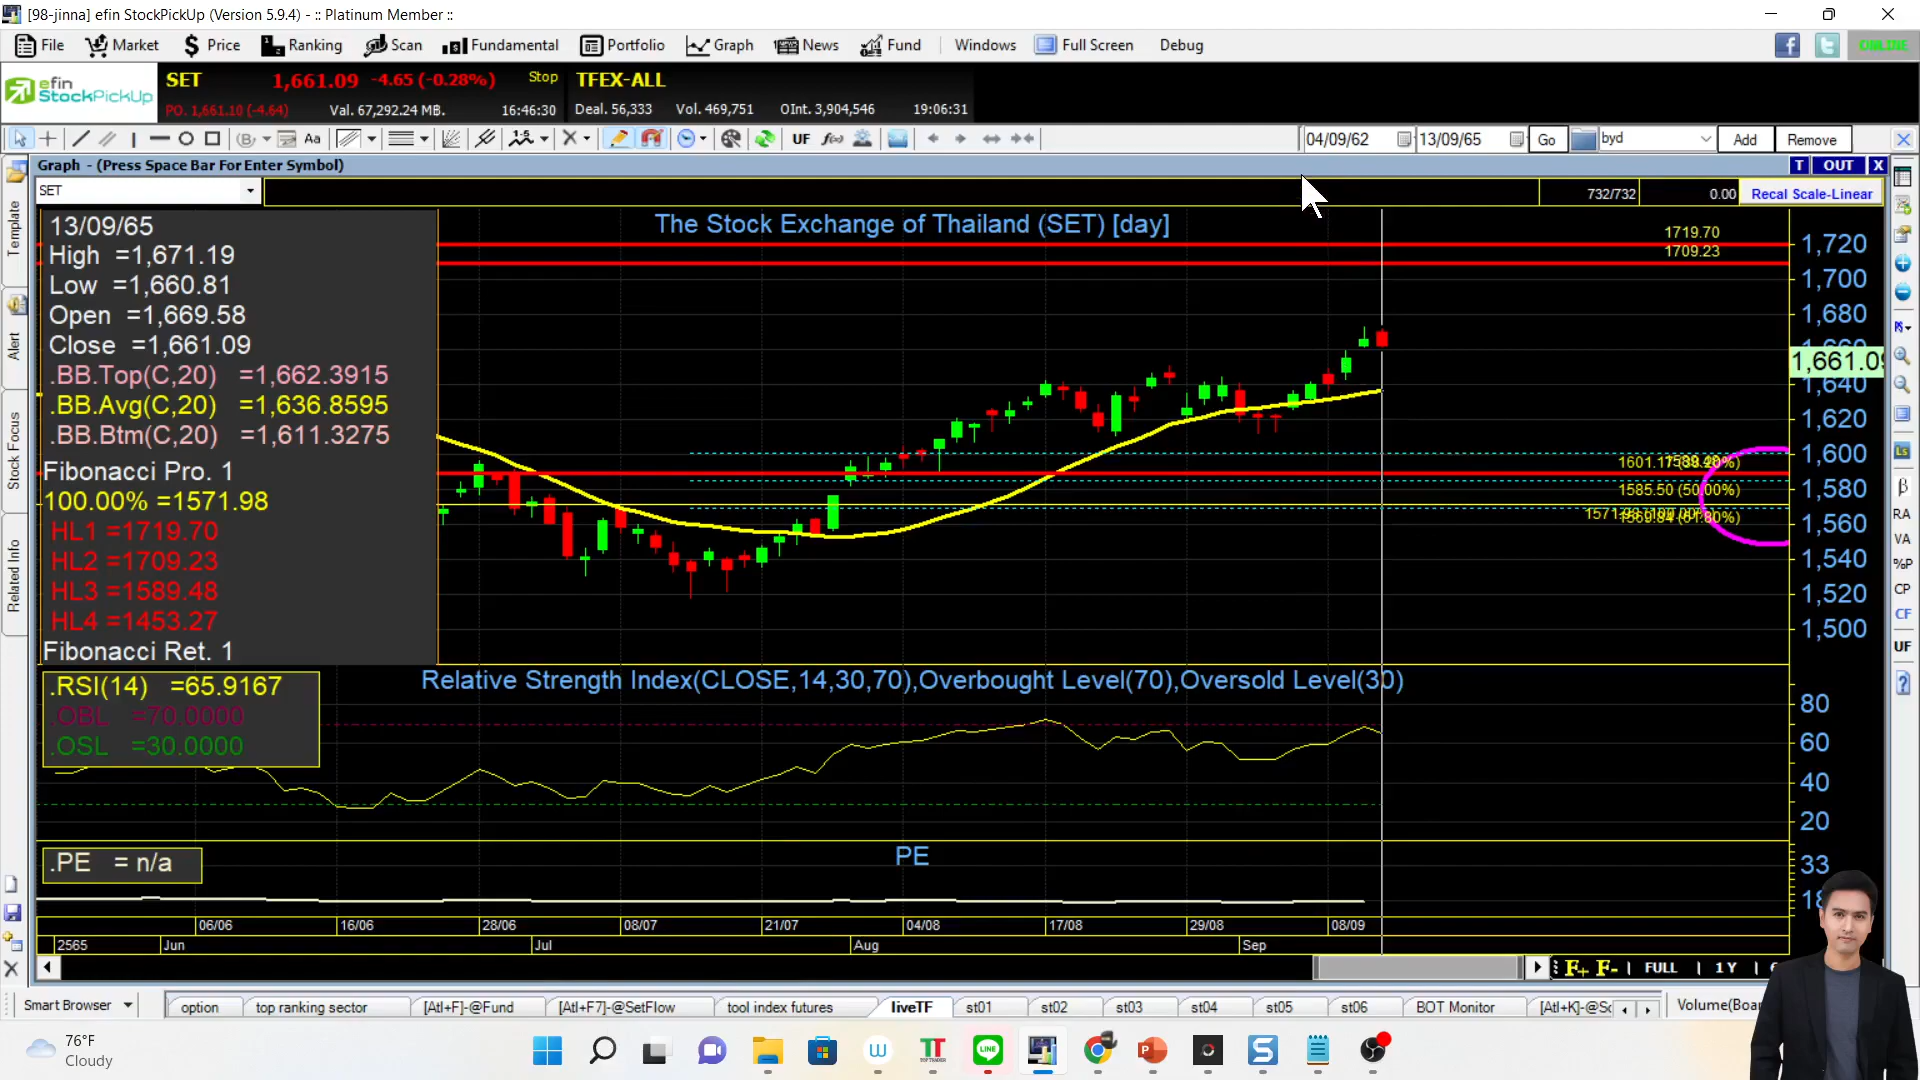 [98-jinna] efin StockPickUp (Version 5.9.4) - :: Platinum Member ::
File Market Price Ranking Scan Fundamental Portfolio Graph News Fund Windows Full Screen Debug
ONLINE
efin StockPickUp
SET 1,661.09 -4.65 (-0.28%) Stop TFEX-ALL
PO. 1,661.10 (-4.64) Val. 67,292.24 MB. 16:46:30 Deal. 56,333 Vol. 469,751 OInt. 3,904,546 19:06:31
UF f(x) 04/09/62 13/09/65 Go byd Add Remove
Graph - (Press Space Bar For Enter Symbol) T OUT X
SET 732/732 0.00 Recal Scale-Linear
The Stock Exchange of Thailand (SET) [day]
13/09/65
High =1,671.19
Low =1,660.81
Open =1,669.58
Close =1,661.09
.BB.Top(C,20) =1,662.3915
.BB.Avg(C,20) =1,636.8595
.BB.Btm(C,20) =1,611.3275
Fibonacci Pro. 1
100.00% =1571.98
HL1 =1719.70
HL2 =1709.23
HL3 =1589.48
HL4 =1453.27
Fibonacci Ret. 1
1719.70
1709.23
1585.50 (50.00%)
1,720
1,700
1,680
1,661.09
1,640
1,620
1,600
1,580
1,560
1,540
1,520
1,500
Template
Alert
Stock Focus
Related Info
Ls
β
RA
VA
%P
CP
CF
UF
.RSI(14) =65.9167
.OBL =70.0000
.OSL =30.0000
Relative Strength Index(CLOSE,14,30,70),Overbought Level(70),Oversold Level(30)
80
60
40
20
.PE = n/a
PE
33
06/06 16/06 28/06 08/07 21/07 04/08 17/08 29/08 08/09
2565 Jun Jul Aug Sep
F+ F- | FULL | 1 Y |
Smart Browser option top ranking sector [Atl+F]-@Fund [Atl+F7]-@SetFlow tool index futures liveTF st01 st02 st03 st04 st05 st06 BOT Monitor
76°F
Cloudy